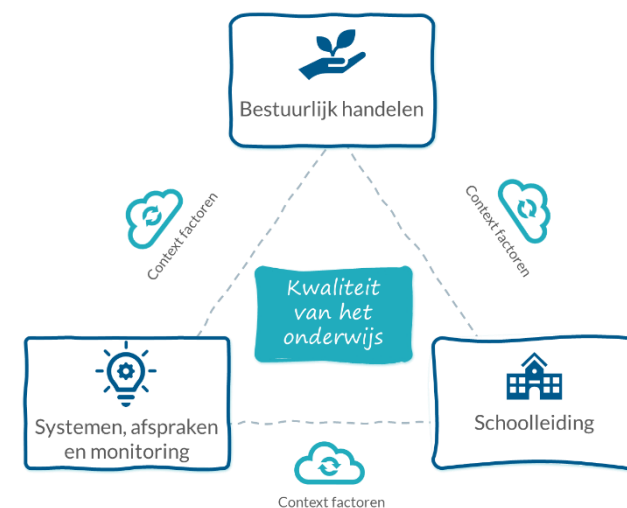 Bestuurlijk handelen
Context factoren
Context factoren
Kwaliteit
van het
onderwijs
Systemen, afspraken
en monitoring
Schoolleiding
Context factoren